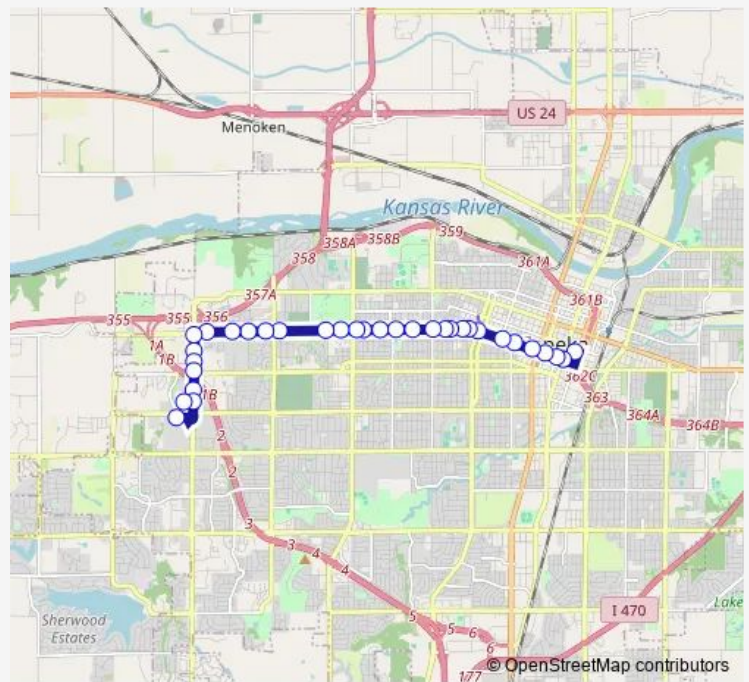 US 24
Menoken
Kansas River
358A
358B
359
358
361A
357A
361B
355
355
356
1A
1B
peka
362C
1B
363
364A
364B
2
2
3
3
4
4
5
5
6
6
I 470
Lake
Sherwood
Estates
177
© OpenStreetMap contributors